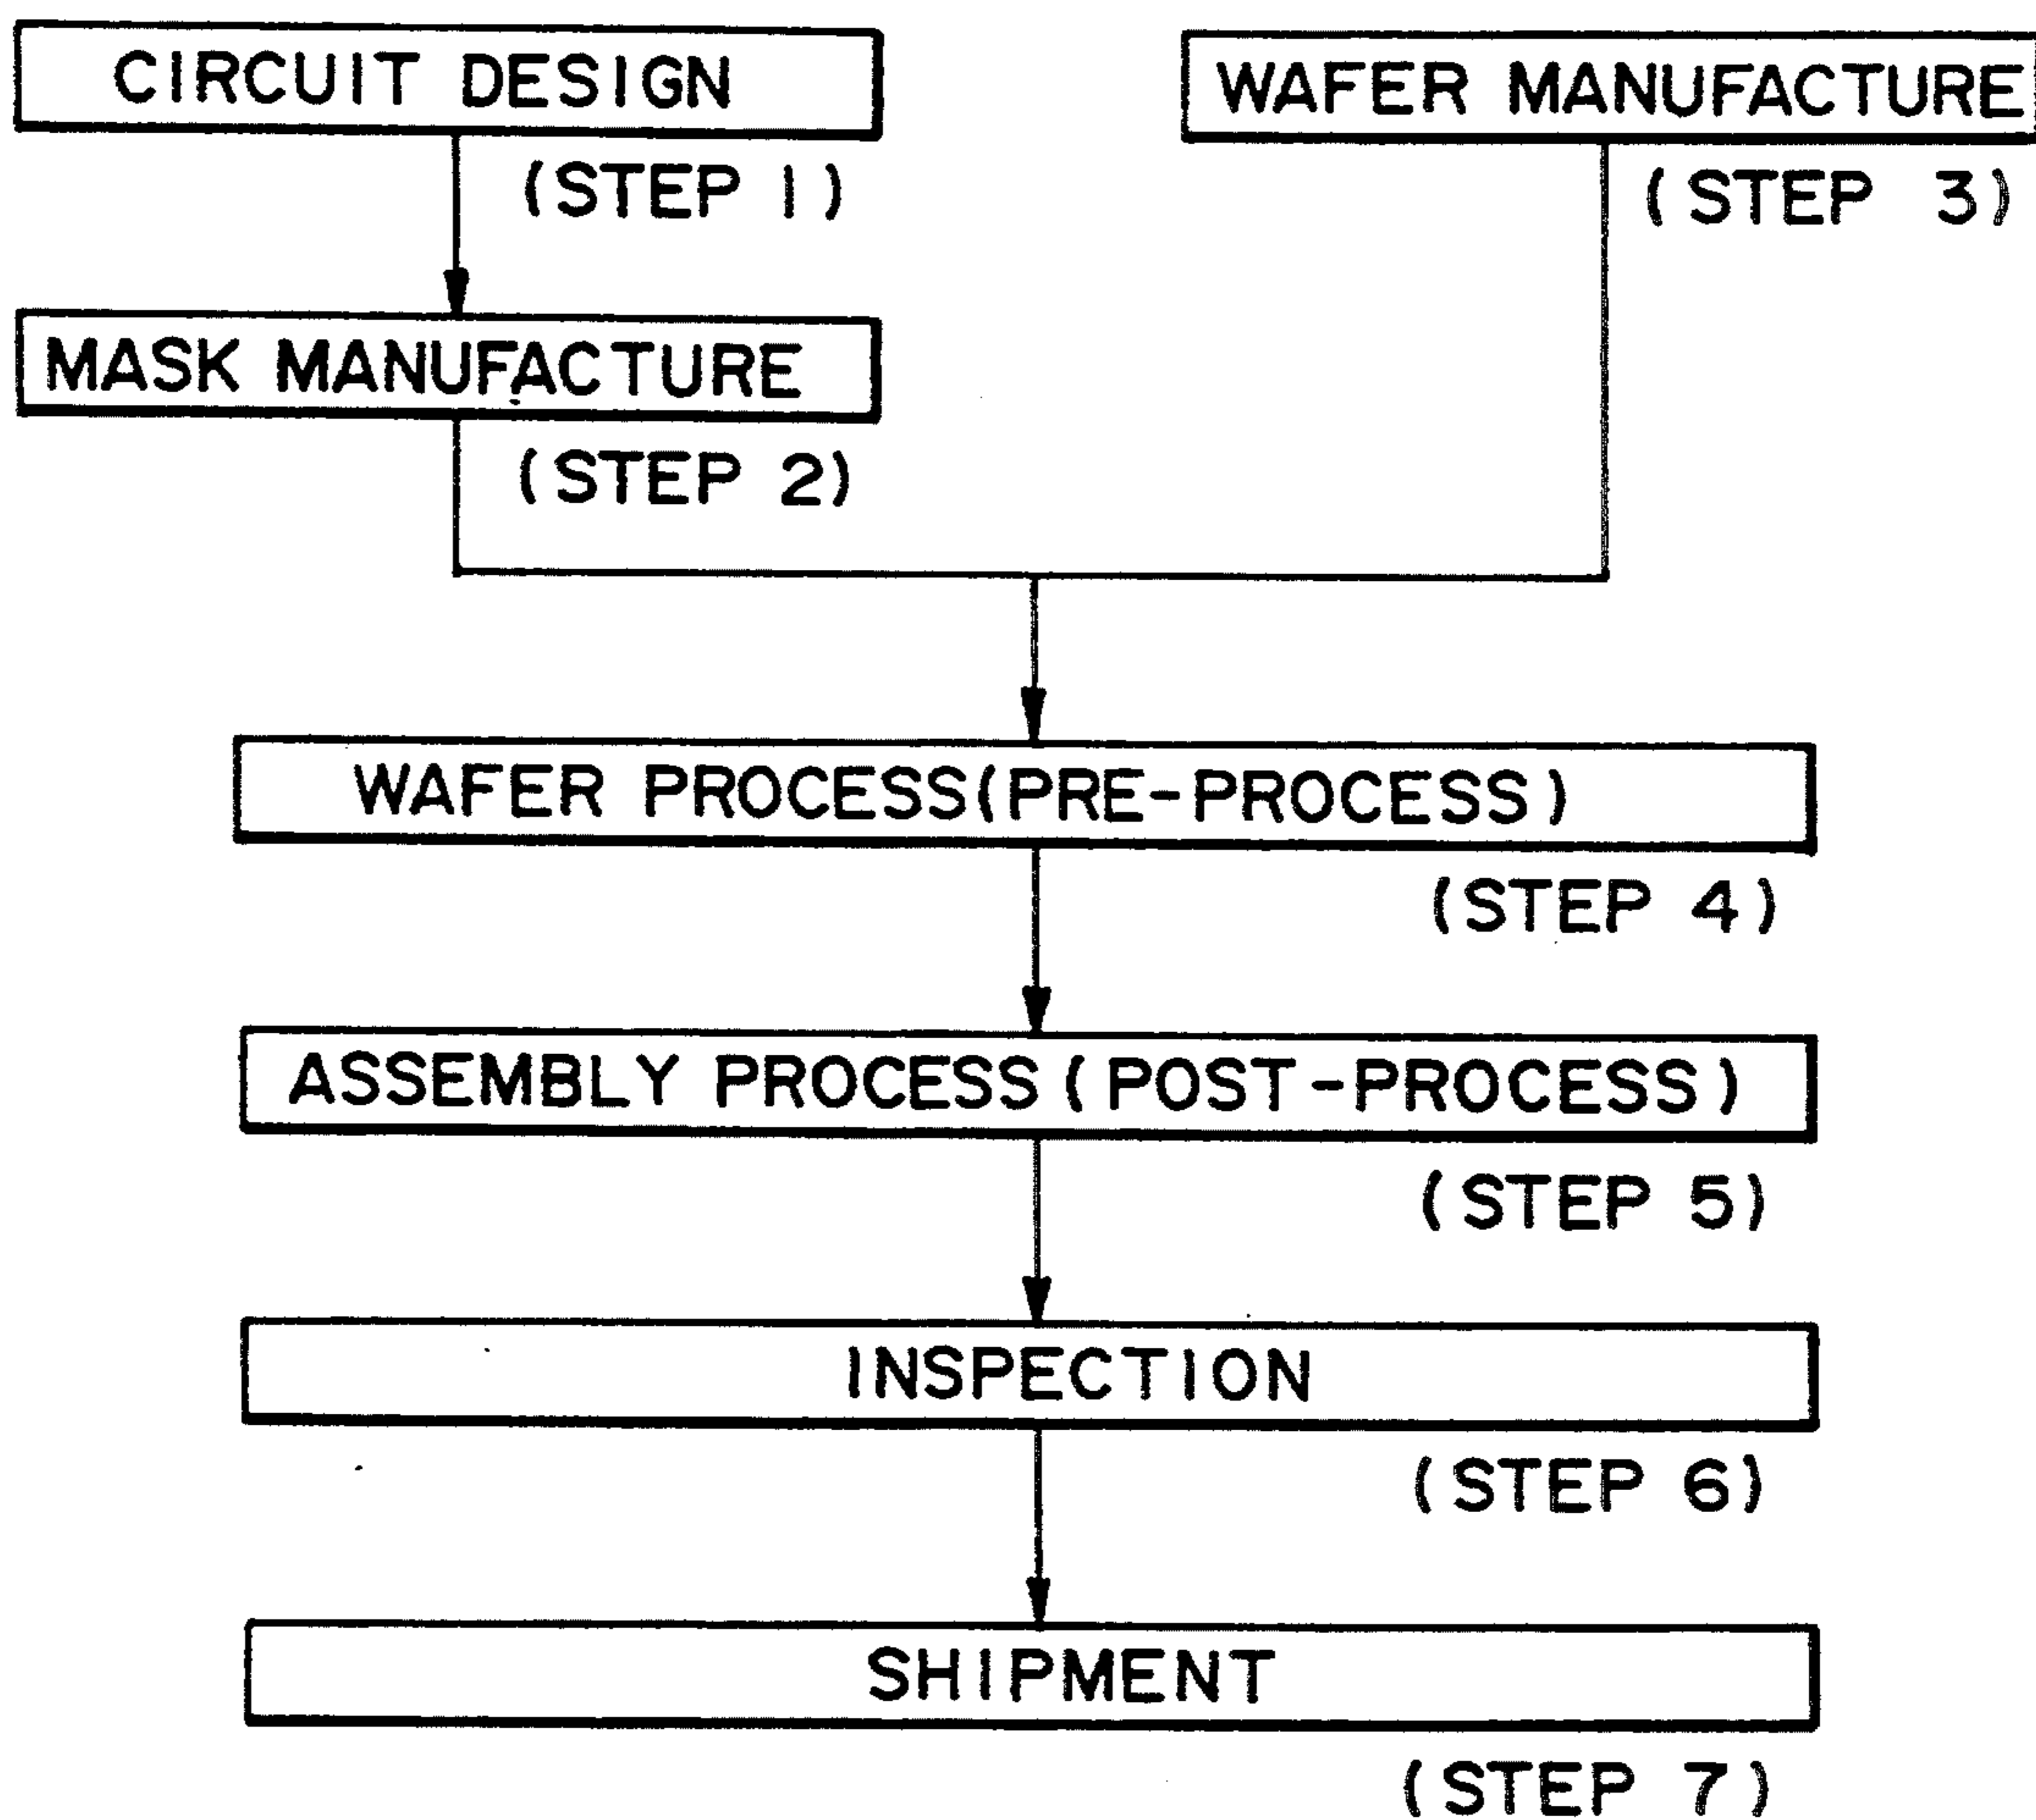 CIRCUIT DESIGN
(STEP 1)
MASK MANUFACTURE
(STEP 2)
WAFER MANUFACTURE
(STEP 3)
WAFER PROCESS(PRE-PROCESS)
(STEP 4)
ASSEMBLY PROCESS(POST-PROCESS)
(STEP 5)
INSPECTION
(STEP 6)
SHIPMENT
(STEP 7)